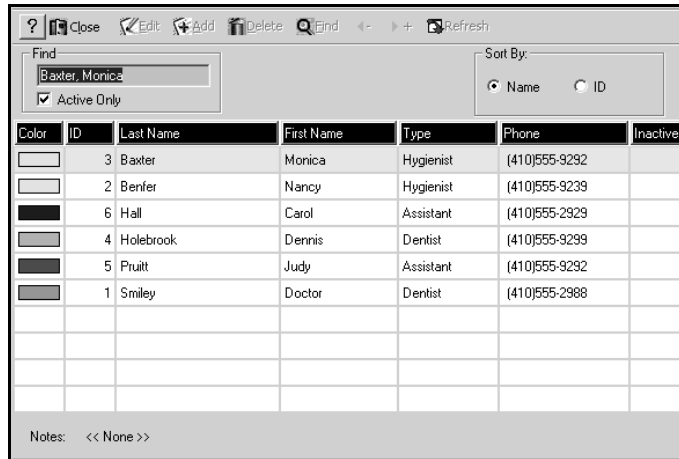 ? Close Edit Add Delete Find <- + Refresh
Find
Baxter, Monica
Active Only
Sort By:
Name ID
Color ID Last Name First Name Type Phone Inactive
3 Baxter Monica Hygienist (410)555-9292
2 Benfer Nancy Hygienist (410)555-9239
6 Hall Carol Assistant (410)555-2929
4 Holebrook Dennis Dentist (410)555-9299
5 Pruitt Judy Assistant (410)555-9292
1 Smiley Doctor Dentist (410)555-2988
Notes: << None >>